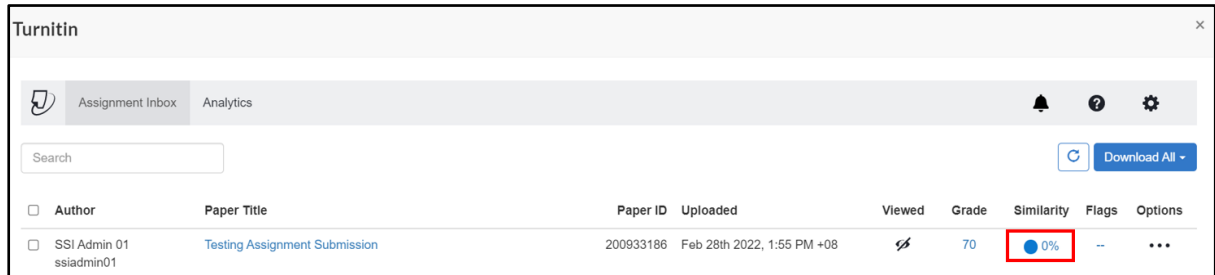 Turnitin
×
Assignment Inbox Analytics
Search
Download All
Author Paper Title Paper ID Uploaded Viewed Grade Similarity Flags Options
SSI Admin 01 Testing Assignment Submission 200933186 Feb 28th 2022, 1:55 PM +08 70 0% -- •••
ssiadmin01